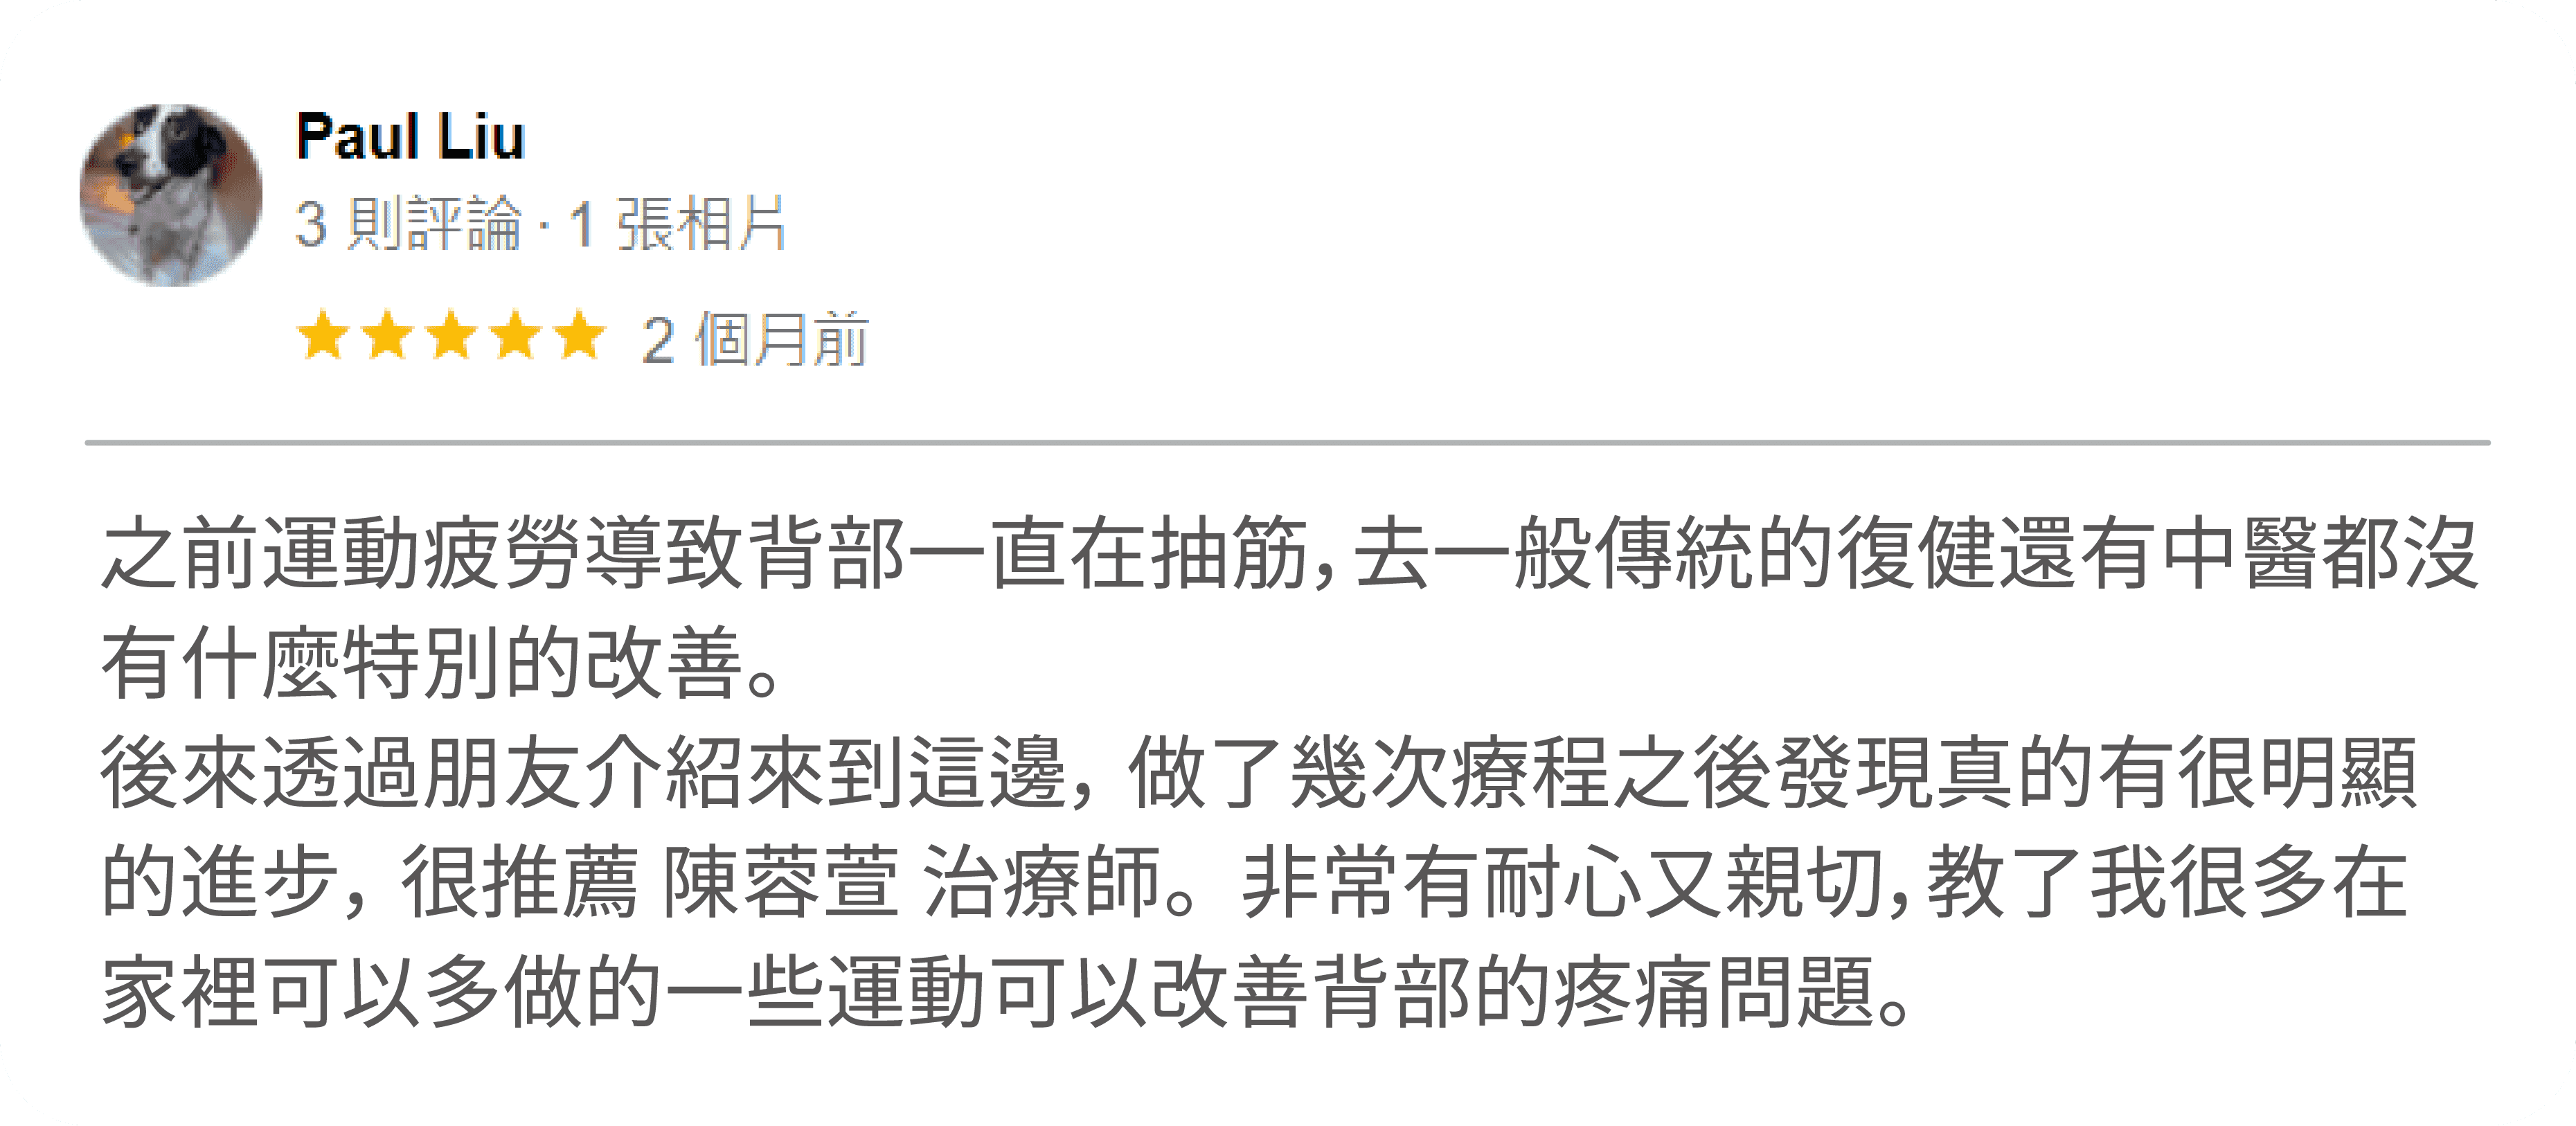 Paul Liu
3 則評論 · 1 張相片
2 個月前
之前運動疲勞導致背部一直在抽筋，去一般傳統的復健還有中醫都沒
有什麼特別的改善。
後來透過朋友介紹來到這邊，做了幾次療程之後發現真的有很明顯
的進步，很推薦 陳蓉萱 治療師。非常有耐心又親切，教了我很多在
家裡可以多做的一些運動可以改善背部的疼痛問題。